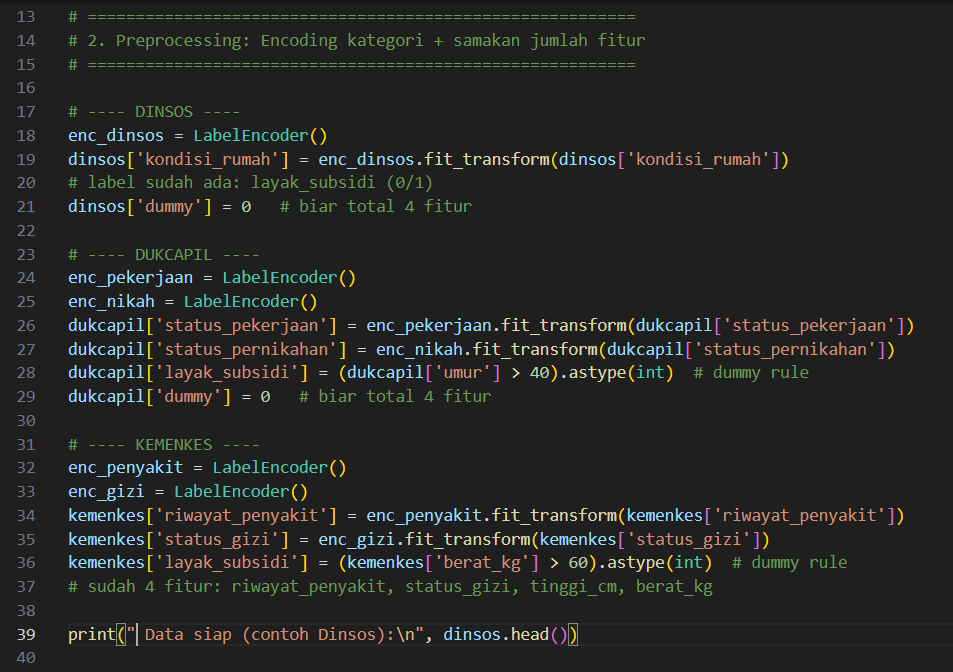 13 # =========================================================
14 # 2. Preprocessing: Encoding kategori + samakan jumlah fitur
15 # =========================================================
16
17 # ---- DINSOS ----
18 enc_dinsos = LabelEncoder()
19 dinsos['kondisi_rumah'] = enc_dinsos.fit_transform(dinsos['kondisi_rumah'])
20 # label sudah ada: layak_subsidi (0/1)
21 dinsos['dummy'] = 0   # biar total 4 fitur
22
23 # ---- DUKCAPIL ----
24 enc_pekerjaan = LabelEncoder()
25 enc_nikah = LabelEncoder()
26 dukcapil['status_pekerjaan'] = enc_pekerjaan.fit_transform(dukcapil['status_pekerjaan'])
27 dukcapil['status_pernikahan'] = enc_nikah.fit_transform(dukcapil['status_pernikahan'])
28 dukcapil['layak_subsidi'] = (dukcapil['umur'] > 40).astype(int)  # dummy rule
29 dukcapil['dummy'] = 0   # biar total 4 fitur
30
31 # ---- KEMENKES ----
32 enc_penyakit = LabelEncoder()
33 enc_gizi = LabelEncoder()
34 kemenkes['riwayat_penyakit'] = enc_penyakit.fit_transform(kemenkes['riwayat_penyakit'])
35 kemenkes['status_gizi'] = enc_gizi.fit_transform(kemenkes['status_gizi'])
36 kemenkes['layak_subsidi'] = (kemenkes['berat_kg'] > 60).astype(int)  # dummy rule
37 # sudah 4 fitur: riwayat_penyakit, status_gizi, tinggi_cm, berat_kg
38
39 print(" Data siap (contoh Dinsos):\n", dinsos.head())
40